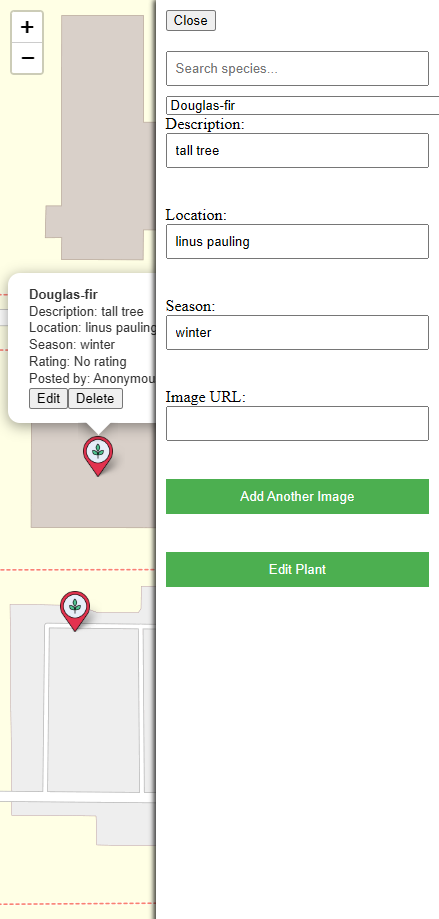 +
−
Douglas-fir
Description: tall tree
Location: linus pauling
Season: winter
Rating: No rating
Posted by: Anonymou
Edit Delete
Close
Search species...
Douglas-fir
Description:
tall tree
Location:
linus pauling
Season:
winter
Image URL:
Add Another Image
Edit Plant